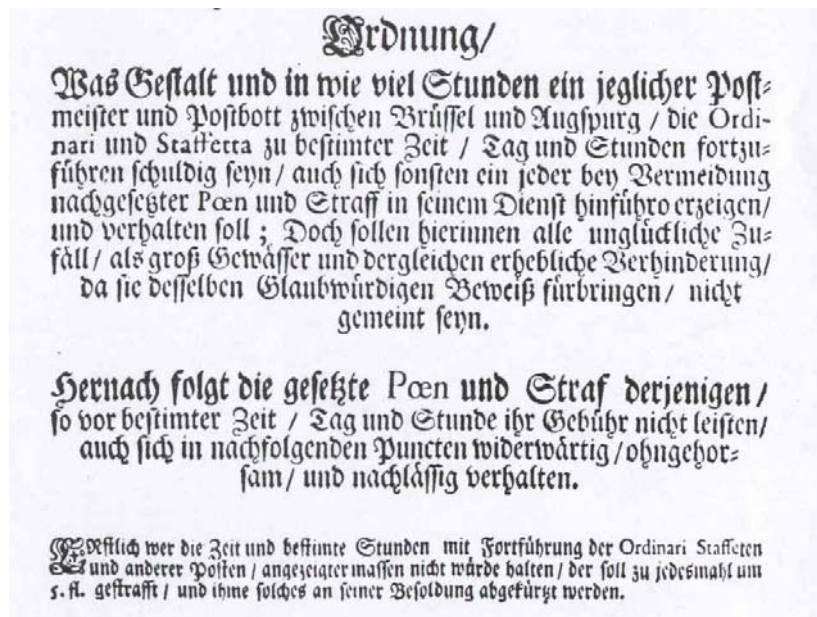 Ordnung/
Was Gestalt und in wie viel Stunden ein jeglicher Post⸗
meister und Postbott zwischen Brüssel und Augspurg / die Ordi-
nari und Staffetta zu bestimter Zeit / Tag und Stunden fortzu⸗
führen schuldig seyn / auch sich sonsten ein jeder bey Vermeidung
nachgesetzter Pœn und Straff in seinem Dienst hinführo erzeigen/
und verhalten soll ; Doch sollen hierinnen alle unglückliche Zu⸗
fäll / als groß Gewässer und dergleichen erhebliche Verhinderung/
da sie desselben Glaubwürdigen Beweiß fürbringen / nicht
gemeint seyn.
Hernach folgt die gesetzte Pœn und Straf derjenigen /
so vor bestimter Zeit / Tag und Stunde ihr Gebühr nicht leisten/
auch sich in nachfolgenden Puncten widerwärtig / ohngehor⸗
sam / und nachlässig verhalten.
ERstlich wer die Zeit und bestimte Stunden mit Fortführung der Ordinari Staffeten
und anderer Posten / angezeigter massen nicht würde halten / der soll zu jedesmahl um
5. fl. gestrafft / und ihme solches an seiner Besoldung abgekürzt werden.